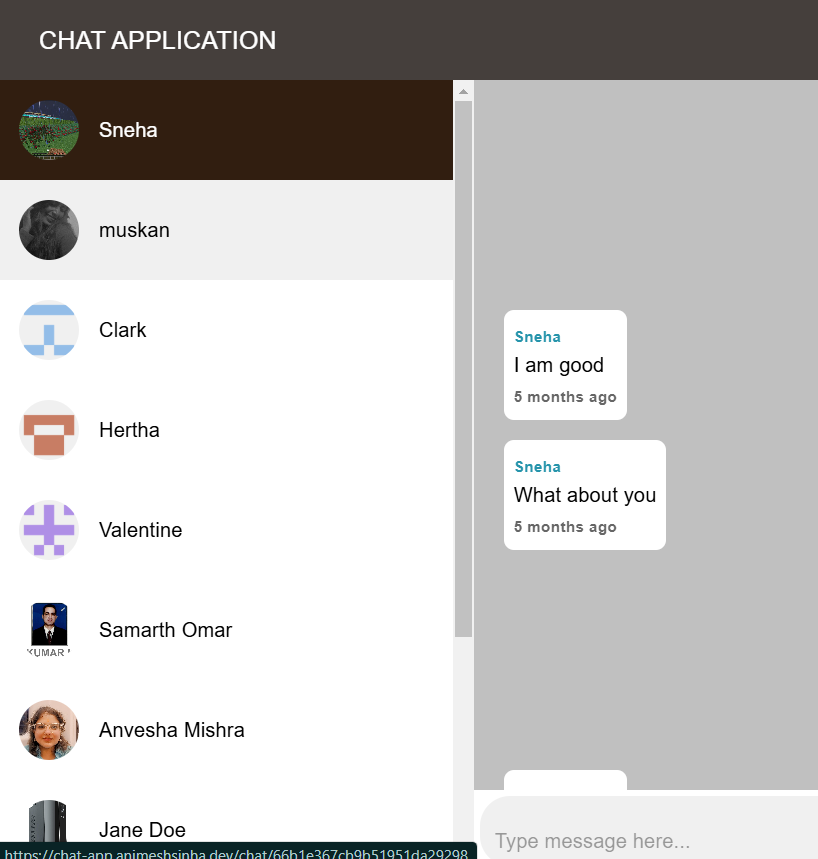 CHAT APPLICATION
Sneha
muskan
Clark
Hertha
Valentine
Samarth Omar
KUMAR
Anvesha Mishra
Jane Doe
https://chat-app.animeshsinha.dev/chat/66b1e367cb9b51951da29298
Sneha
I am good
5 months ago
Sneha
What about you
5 months ago
Type message here...